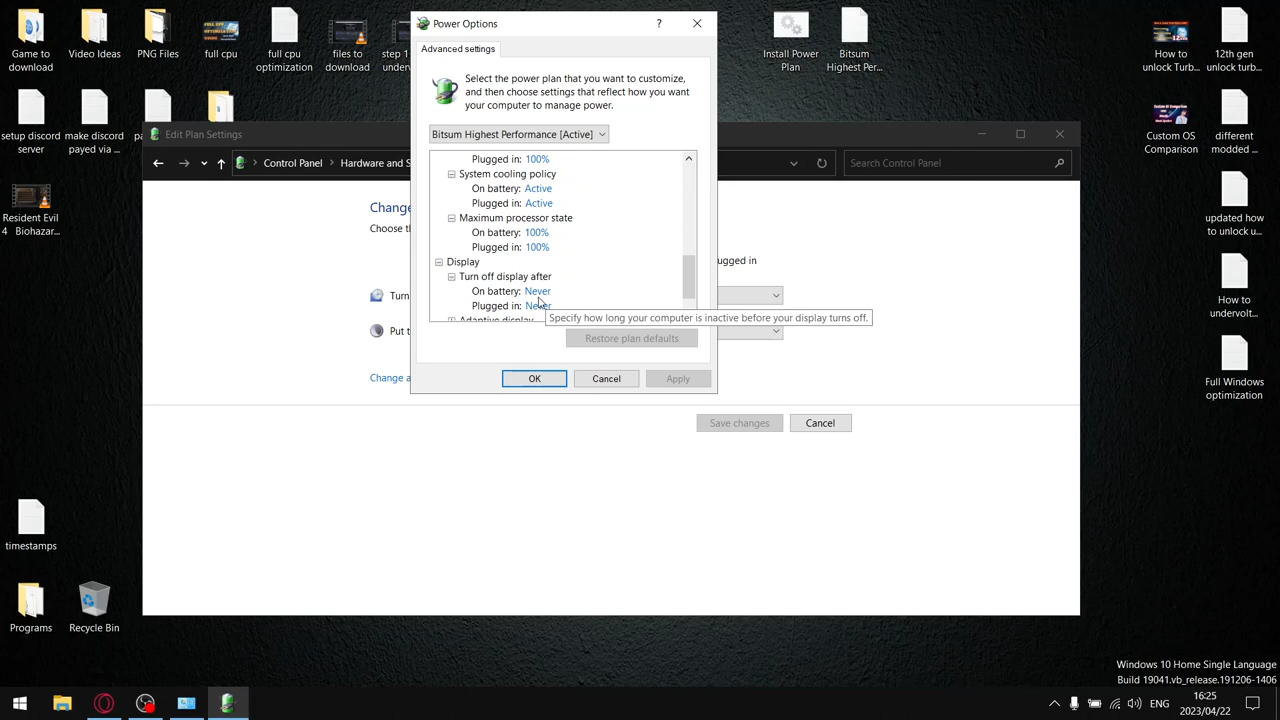 Game to
download
Video Ideas
PNG Files
full cpu
full cpu
optimization
files to
download
Install Power
Plan
Bitsum
Highest Per...
How to
unlock Turb...
12th gen
unlock turb...
setup discord
server
make discord
payed via ...
Custom OS
Comparison
different
modded ...
Resident Evil
4 Biohazar...
updated how
to unlock u...
How to
undervolt...
Full Windows
optimization
timestamps
Programs
Recycle Bin
Edit Plan Settings
Control Panel
Hardware and S
Search Control Panel
Change
Choose th
ugged in
Turn
Put t
Change a
Save changes
Cancel
Power Options
?
Advanced settings
Select the power plan that you want to customize,
and then choose settings that reflect how you want
your computer to manage power.
Bitsum Highest Performance [Active]
Plugged in: 100%
System cooling policy
On battery: Active
Plugged in: Active
Maximum processor state
On battery: 100%
Plugged in: 100%
Display
Turn off display after
On battery: Never
Plugged in: Never
Adaptive display
Specify how long your computer is inactive before your display turns off.
Restore plan defaults
OK
Cancel
Apply
Windows 10 Home Single Language
Build 19041.vb_release.191206-1406
ENG
16:25
2023/04/22